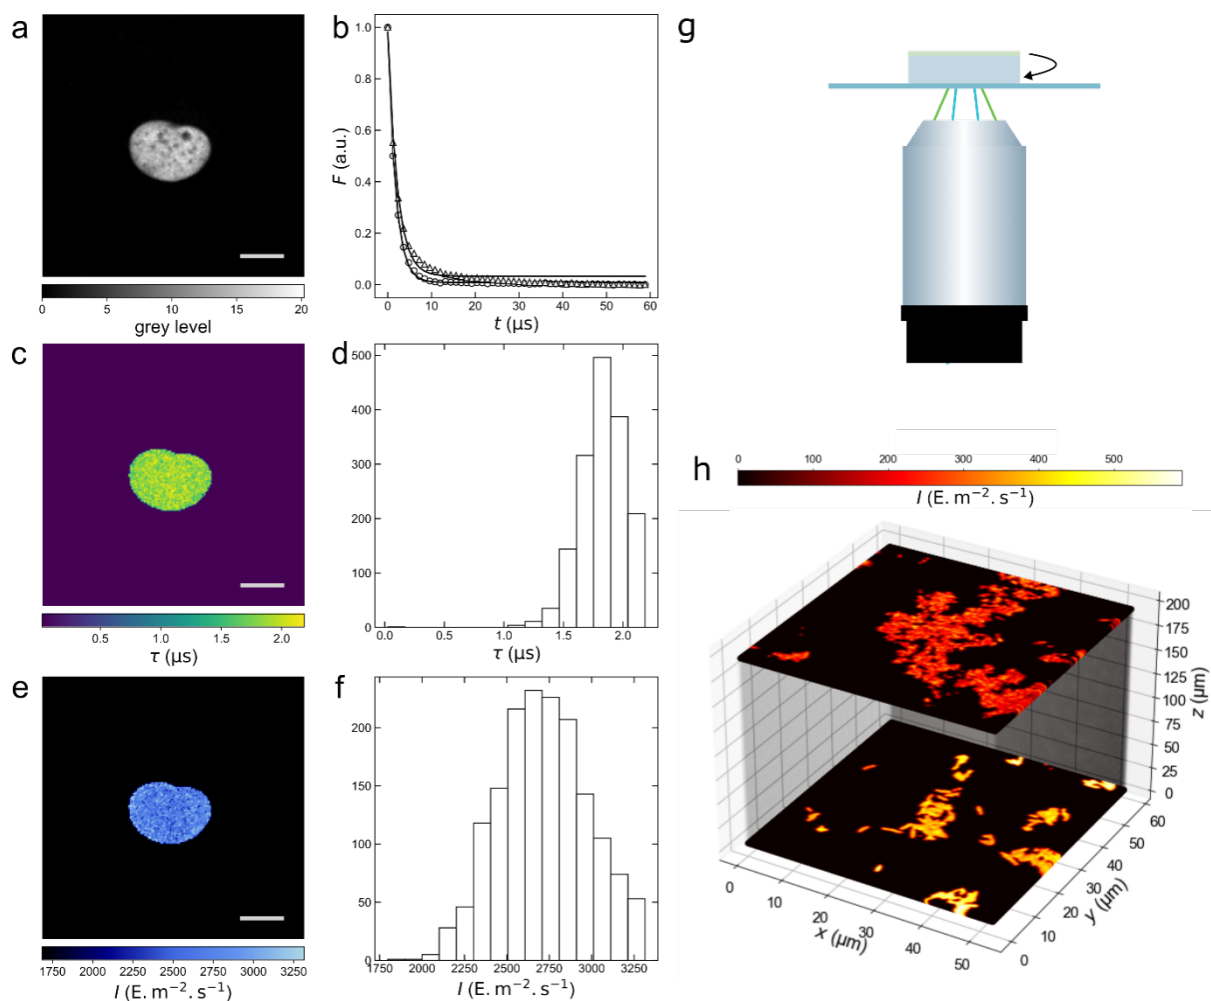 a
0 5 10 15 20
grey level
b
1.0
0.8
0.6
0.4
0.2
0.0
F (a.u.)
0 10 20 30 40 50 60
t (µs)
c
0.5 1.0 1.5 2.0
τ (µs)
d
500
400
300
200
100
0
0.0 0.5 1.0 1.5 2.0
τ (µs)
e
1750 2000 2250 2500 2750 3000 3250
I (E. m⁻². s⁻¹)
f
200
150
100
50
0
1750 2000 2250 2500 2750 3000 3250
I (E. m⁻². s⁻¹)
g
h
0 100 200 300 400 500
I (E. m⁻². s⁻¹)
200
175
150
125
100
75
50
25
0
z (µm)
60
50
40
30
20
10
0
y (µm)
0 10 20 30 40 50
x (µm)